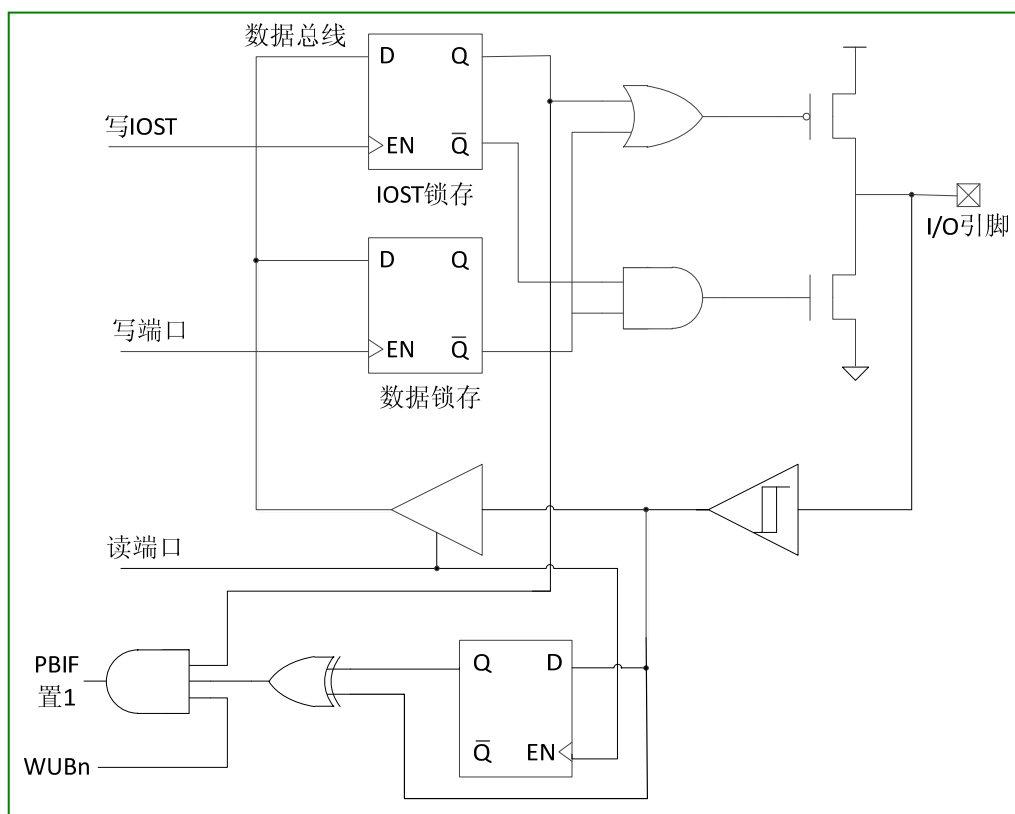 数据总线
D Q
写IOST
EN Q̅
IOST锁存
I/O引脚
D Q
写端口
EN Q̅
数据锁存
读端口
PBIF
置1
Q D
Q̅ EN
WUBn